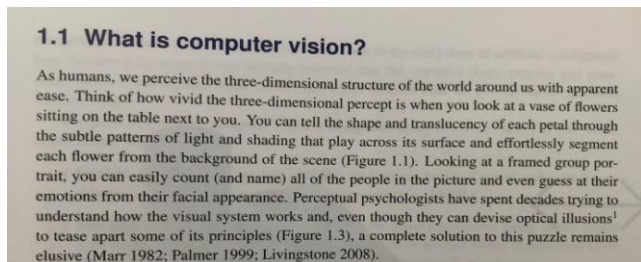 1.1 What is computer vision?
As humans, we perceive the three-dimensional structure of the world around us with apparent
ease. Think of how vivid the three-dimensional percept is when you look at a vase of flowers
sitting on the table next to you. You can tell the shape and translucency of each petal through
the subtle patterns of light and shading that play across its surface and effortlessly segment
each flower from the background of the scene (Figure 1.1). Looking at a framed group por-
trait, you can easily count (and name) all of the people in the picture and even guess at their
emotions from their facial appearance. Perceptual psychologists have spent decades trying to
understand how the visual system works and, even though they can devise optical illusions¹
to tease apart some of its principles (Figure 1.3), a complete solution to this puzzle remains
elusive (Marr 1982; Palmer 1999; Livingstone 2008).